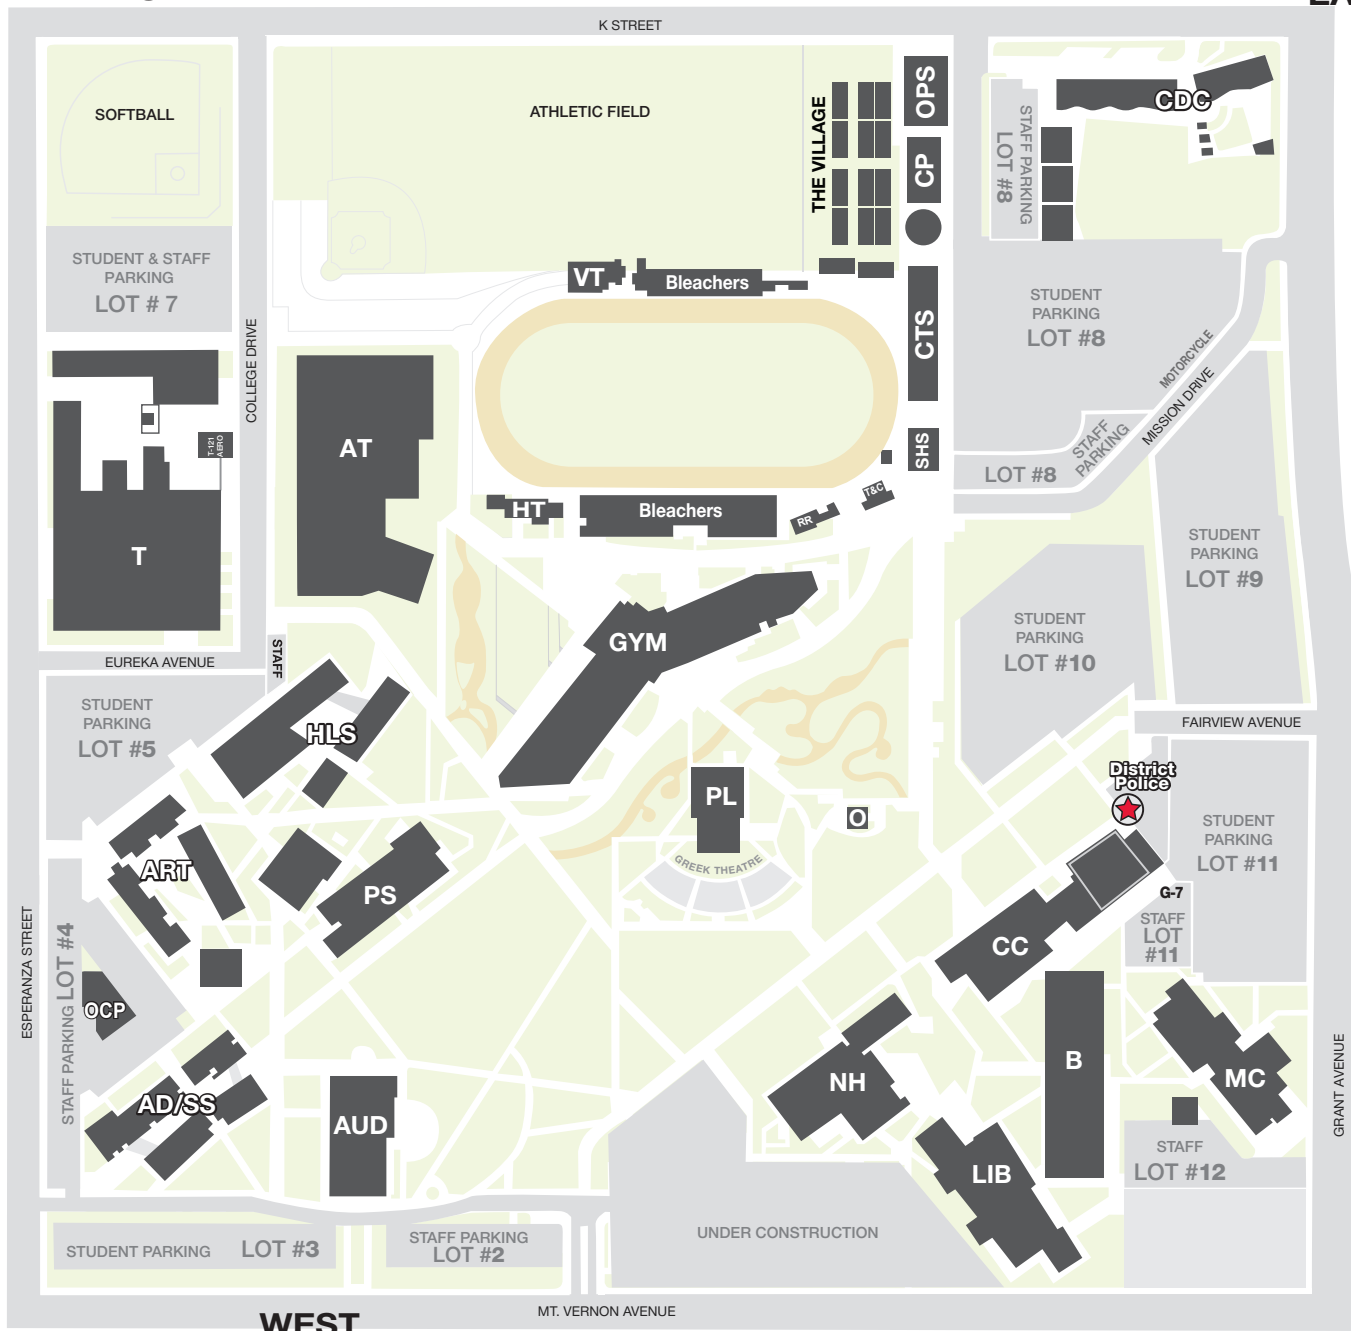 K STREET
SOFTBALL
ATHLETIC FIELD
THE VILLAGE
OPS
CP
CDC
STAFF PARKING
LOT #8
STUDENT & STAFF
PARKING
LOT # 7
VT
Bleachers
CTS
STUDENT
PARKING
LOT #8
MOTORCYCLE
MISSION DRIVE
COLLEGE DRIVE
T-121
AERO
AT
SHS
STAFF
PARKING
LOT #8
HT
Bleachers
RR
T&C
T
STUDENT
PARKING
LOT #9
GYM
STUDENT
PARKING
LOT #10
EUREKA AVENUE
STAFF
STUDENT
PARKING
LOT #5
HLS
FAIRVIEW AVENUE
District
Police
PL
O
GREEK THEATRE
STUDENT
PARKING
LOT #11
ART
PS
G-7
STAFF
LOT
#11
CC
ESPERANZA STREET
STAFF PARKING LOT #4
OCP
AD/SS
AUD
NH
B
MC
GRANT AVENUE
LIB
STAFF
LOT #12
UNDER CONSTRUCTION
STUDENT PARKING LOT #3
STAFF PARKING
LOT #2
MT. VERNON AVENUE
WEST